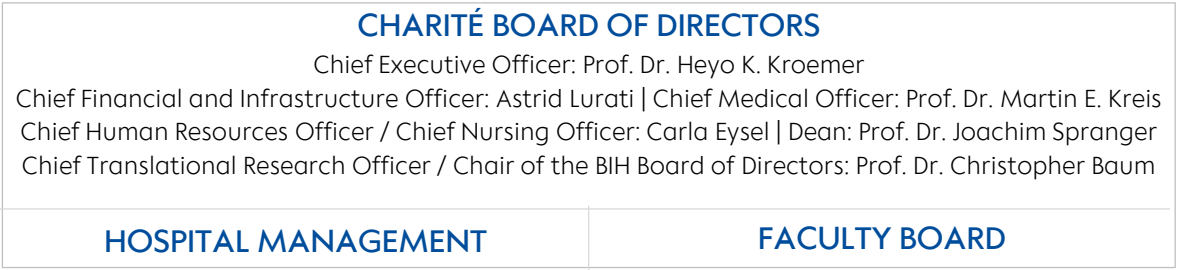 CHARITÉ BOARD OF DIRECTORS
Chief Executive Officer: Prof. Dr. Heyo K. Kroemer
Chief Financial and Infrastructure Officer: Astrid Lurati | Chief Medical Officer: Prof. Dr. Martin E. Kreis
Chief Human Resources Officer / Chief Nursing Officer: Carla Eysel | Dean: Prof. Dr. Joachim Spranger
Chief Translational Research Officer / Chair of the BIH Board of Directors: Prof. Dr. Christopher Baum
HOSPITAL MANAGEMENT
FACULTY BOARD